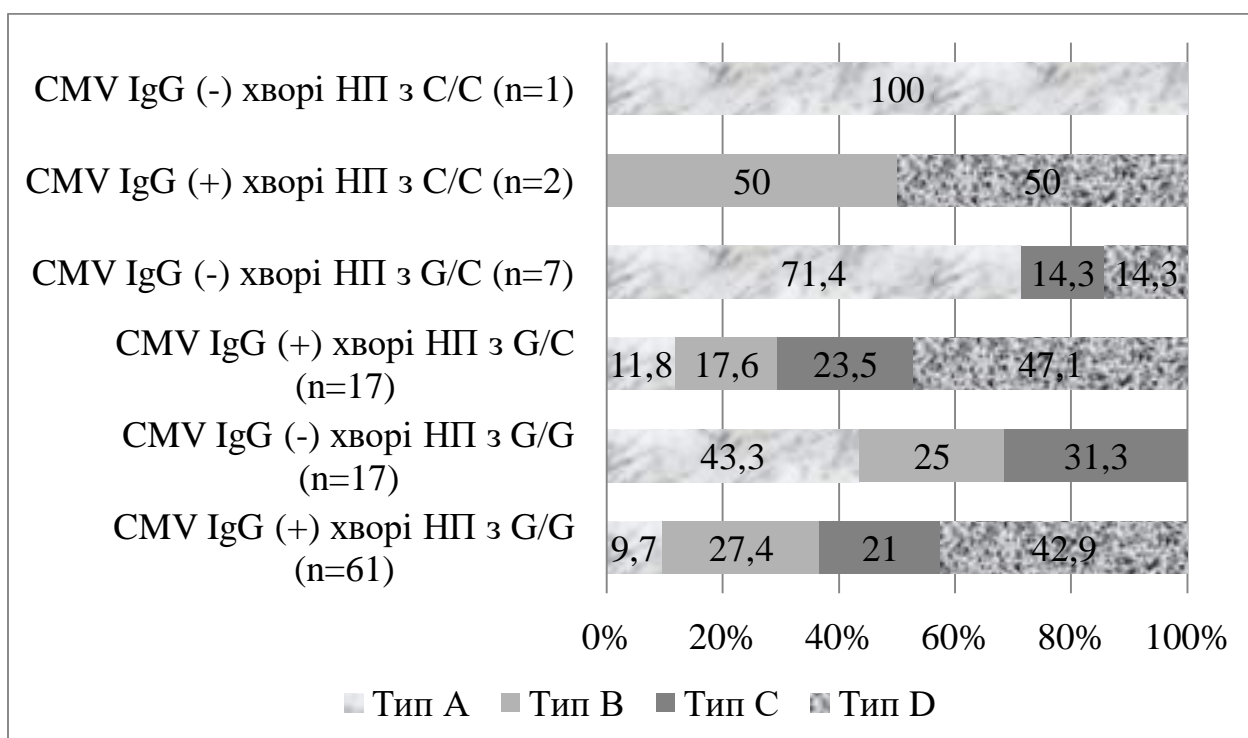 CMV IgG (-) хворі НП з C/C (n=1)
100
CMV IgG (+) хворі НП з C/C (n=2)
50 50
CMV IgG (-) хворі НП з G/C (n=7)
71,4 14,3 14,3
CMV IgG (+) хворі НП з G/C
(n=17)
11,8 17,6 23,5 47,1
CMV IgG (-) хворі НП з G/G
(n=17)
43,3 25 31,3
CMV IgG (+) хворі НП з G/G
(n=61)
9,7 27,4 21 42,9
0% 20% 40% 60% 80% 100%
Тип А Тип В Тип С Тип D